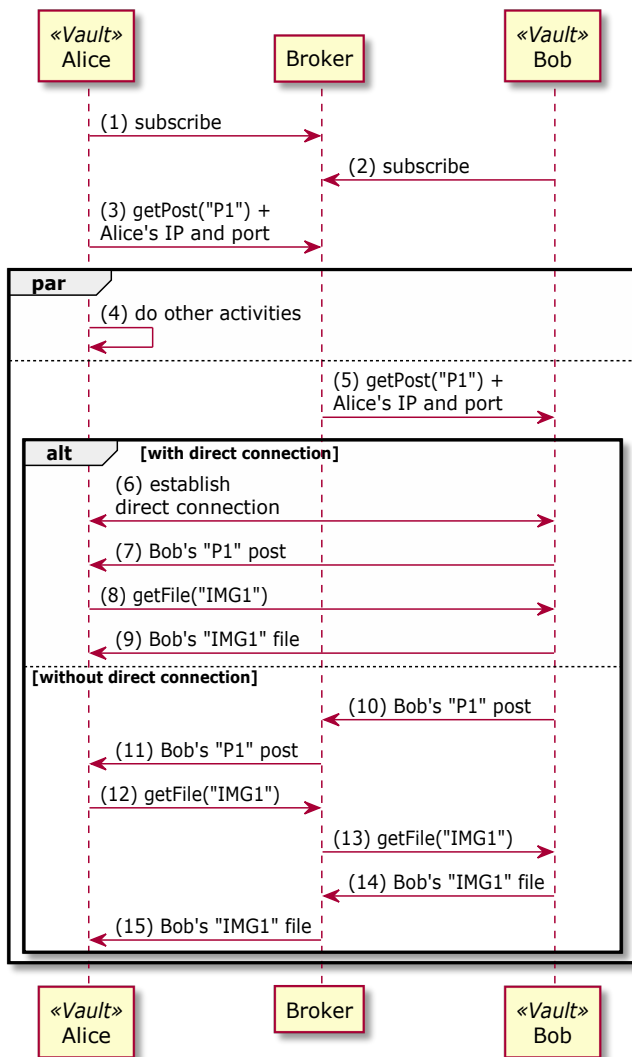 «Vault»
Alice
Broker
«Vault»
Bob
(1) subscribe
(2) subscribe
(3) getPost("P1") +
Alice's IP and port
par
(4) do other activities
(5) getPost("P1") +
Alice's IP and port
alt
[with direct connection]
(6) establish
direct connection
(7) Bob's "P1" post
(8) getFile("IMG1")
(9) Bob's "IMG1" file
[without direct connection]
(10) Bob's "P1" post
(11) Bob's "P1" post
(12) getFile("IMG1")
(13) getFile("IMG1")
(14) Bob's "IMG1" file
(15) Bob's "IMG1" file
«Vault»
Alice
Broker
«Vault»
Bob